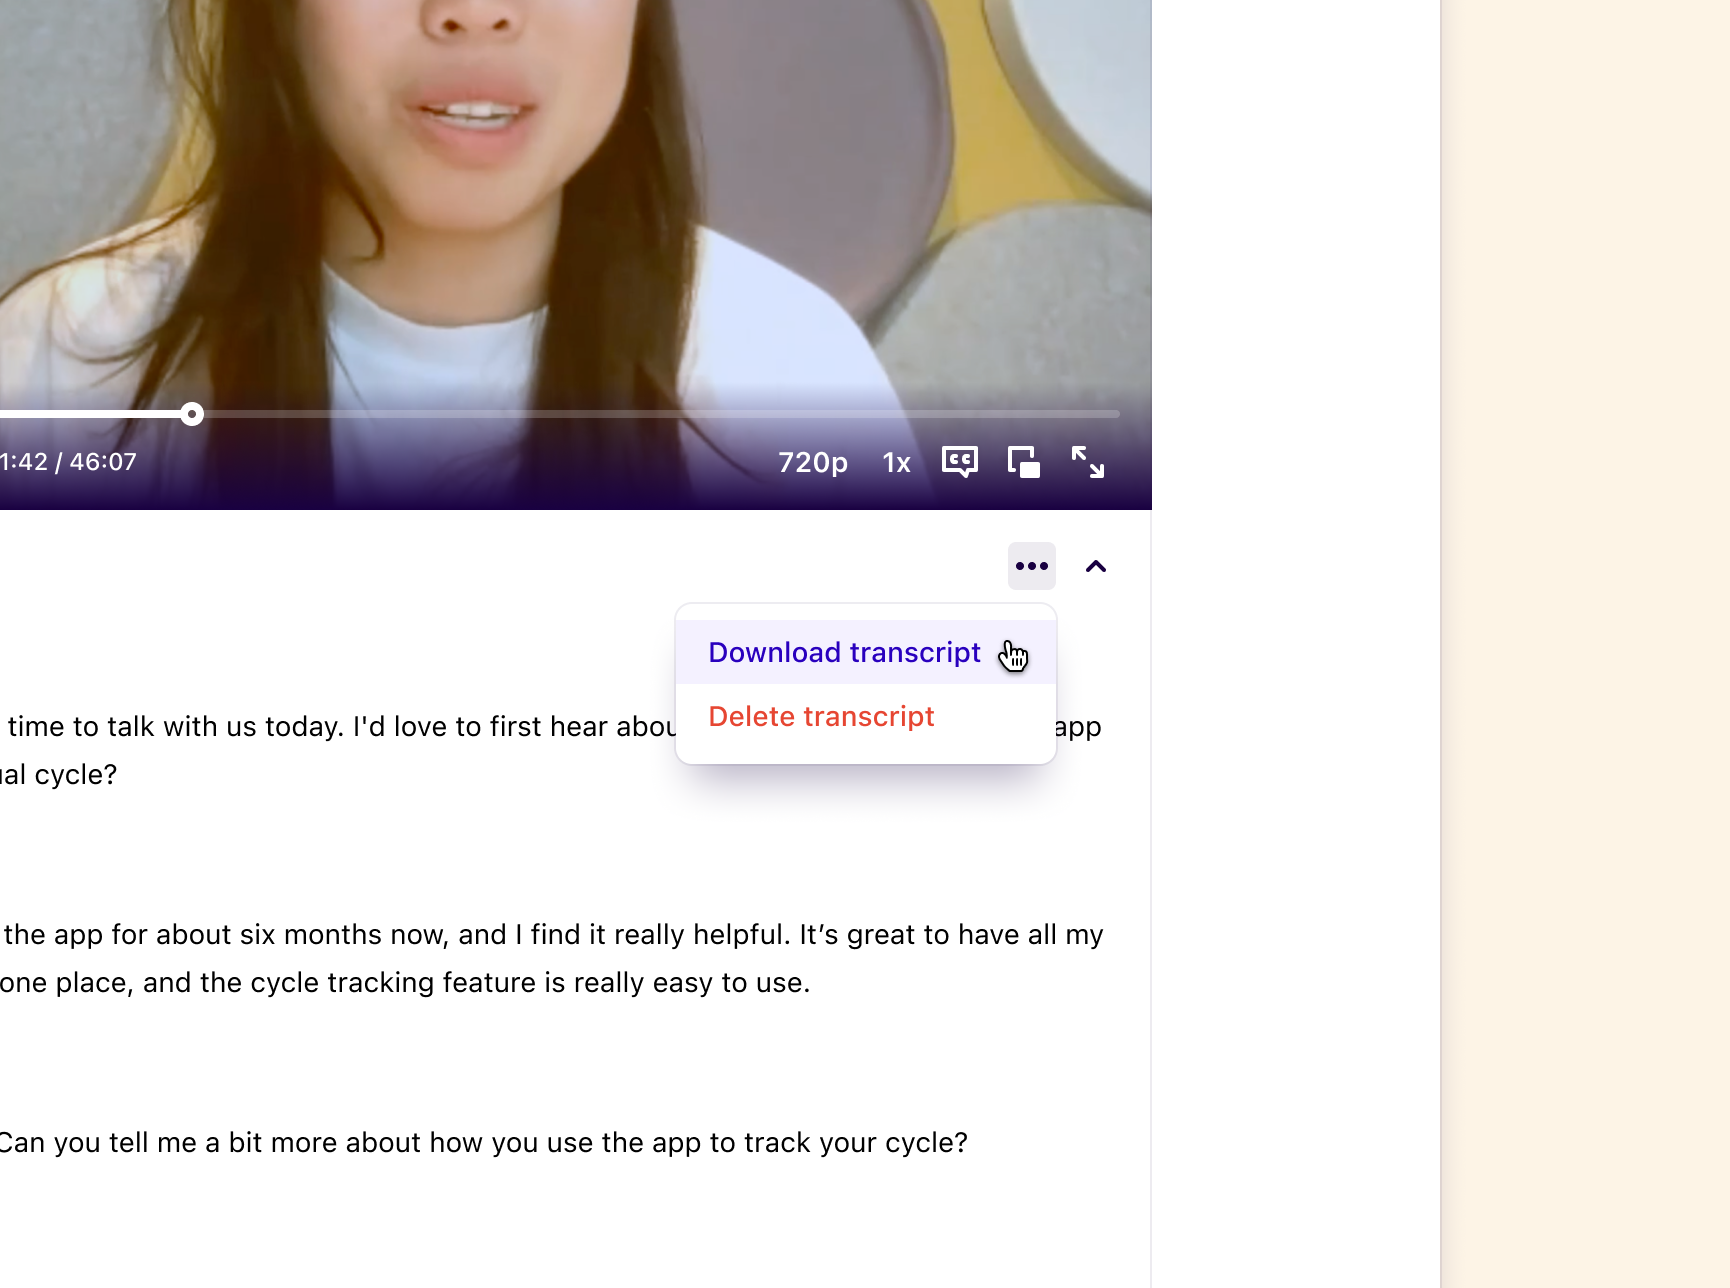 1:42 / 46:07
720p 1x CC
Download transcript
Delete transcript
time to talk with us today. I'd love to first hear abou app
al cycle?
the app for about six months now, and I find it really helpful. It’s great to have all my
one place, and the cycle tracking feature is really easy to use.
Can you tell me a bit more about how you use the app to track your cycle?